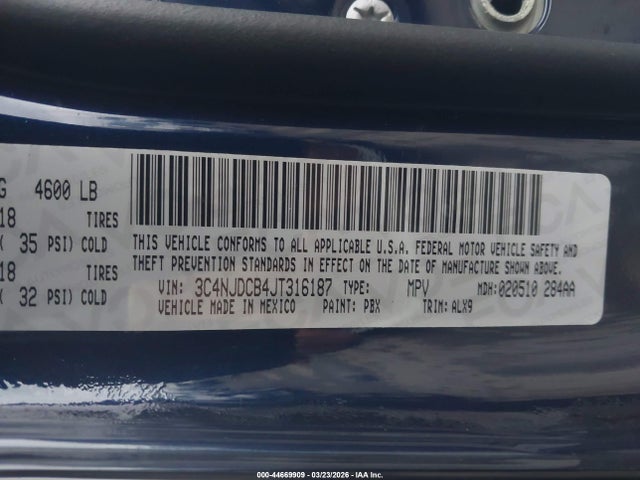 G 4600 LB
18 TIRES
( 35 PSI) COLD
18 TIRES
( 32 PSI) COLD
THIS VEHICLE CONFORMS TO ALL APPLICABLE U.S.A. FEDERAL MOTOR VEHICLE SAFETY AND
THEFT PREVENTION STANDARDS IN EFFECT ON THE DATE OF MANUFACTURE SHOWN ABOVE.
VIN: 3C4NJDCB4JT316187 TYPE: MPV MDH: 020510 284AA
VEHICLE MADE IN MEXICO PAINT: PBX TRIM: ALX9
000-44669909 | 03/23/2026 | IAA Inc.